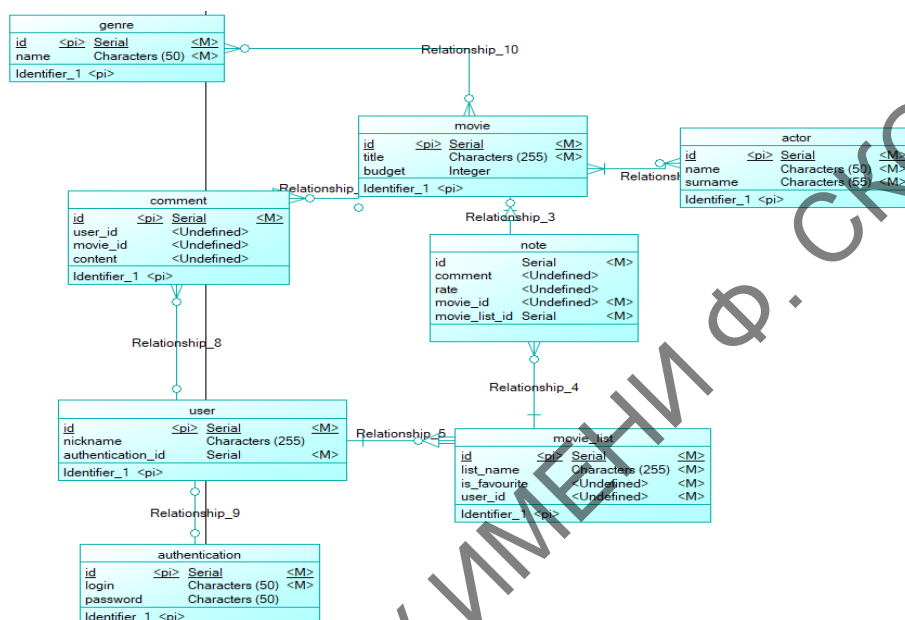 genre
id <pi> Serial <M>
name Characters (50) <M>
Identifier_1 <pi>
Relationship_10
movie
id <pi> Serial <M>
title Characters (255) <M>
budget Integer
Identifier_1 <pi>
actor
id <pi> Serial <M>
name Characters (50) <M>
surname Characters (55) <M>
Identifier_1 <pi>
Relationship_
comment
id <pi> Serial <M>
user_id <Undefined>
movie_id <Undefined>
content <Undefined>
Identifier_1 <pi>
Relationship_3
note
id Serial <M>
comment <Undefined>
rate <Undefined>
movie_id <Undefined> <M>
movie_list_id Serial <M>
Relationship_8
Relationship_4
user
id <pi> Serial <M>
nickname Characters (255)
authentication_id Serial <M>
Identifier_1 <pi>
Relationship_5
movie_list
id <pi> Serial <M>
list_name Characters (255) <M>
is_favourite <Undefined> <M>
user_id <Undefined> <M>
Identifier_1 <pi>
Relationship_9
authentication
id <pi> Serial <M>
login Characters (50) <M>
password Characters (50)
Identifier_1 <pi>
ИМЕНИ Ф.